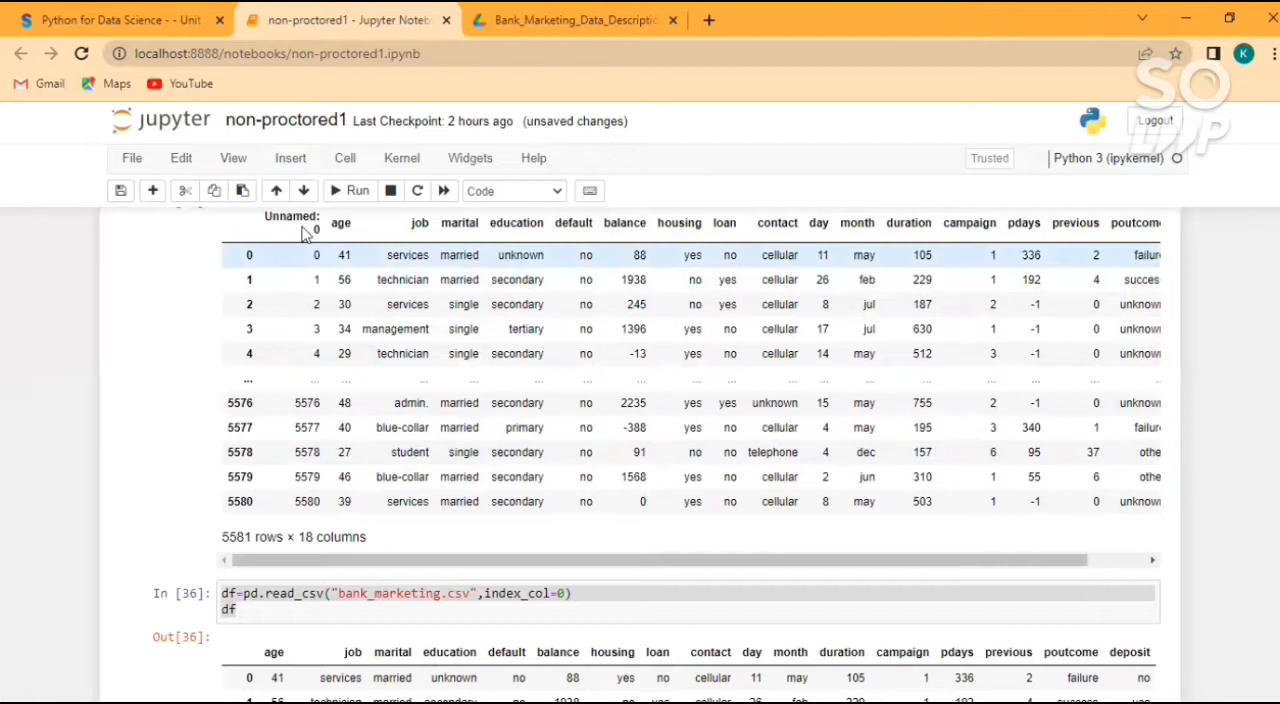 Python for Data Science - - Unit
non-proctored1 - Jupyter Notebo
Bank_Marketing_Data_Descriptio
localhost:8888/notebooks/non-proctored1.ipynb
K
Gmail Maps YouTube
jupyter non-proctored1 Last Checkpoint: 2 hours ago (unsaved changes)
Logout
File Edit View Insert Cell Kernel Widgets Help
Trusted Python 3 (ipykernel)
Run Code
Unnamed: 0 age job marital education default balance housing loan contact day month duration campaign pdays previous poutcome
0 0 41 services married unknown no 88 yes no cellular 11 may 105 1 336 2 failur
1 1 56 technician married secondary no 1938 no yes cellular 26 feb 229 1 192 4 succes
2 2 30 services single secondary no 245 no yes cellular 8 jul 187 2 -1 0 unknow
3 3 34 management single tertiary no 1396 yes no cellular 17 jul 630 1 -1 0 unknow
4 4 29 technician single secondary no -13 yes no cellular 14 may 512 3 -1 0 unknow
... ... ... ... ... ... ... ... ... ... ... ... ... ... ... ... ... ...
5576 5576 48 admin. married secondary no 2235 yes yes unknown 15 may 755 2 -1 0 unknow
5577 5577 40 blue-collar married primary no -388 yes no cellular 4 may 195 3 340 1 failur
5578 5578 27 student single secondary no 91 no no telephone 4 dec 157 6 95 37 othe
5579 5579 46 blue-collar married secondary no 1568 yes no cellular 2 jun 310 1 55 6 othe
5580 5580 39 services married secondary no 0 yes no cellular 8 may 503 1 -1 0 unknow
5581 rows × 18 columns
In [36]: df=pd.read_csv("bank_marketing.csv",index_col=0)
df
Out[36]:
age job marital education default balance housing loan contact day month duration campaign pdays previous poutcome deposit
0 41 services married unknown no 88 yes no cellular 11 may 105 1 336 2 failure no